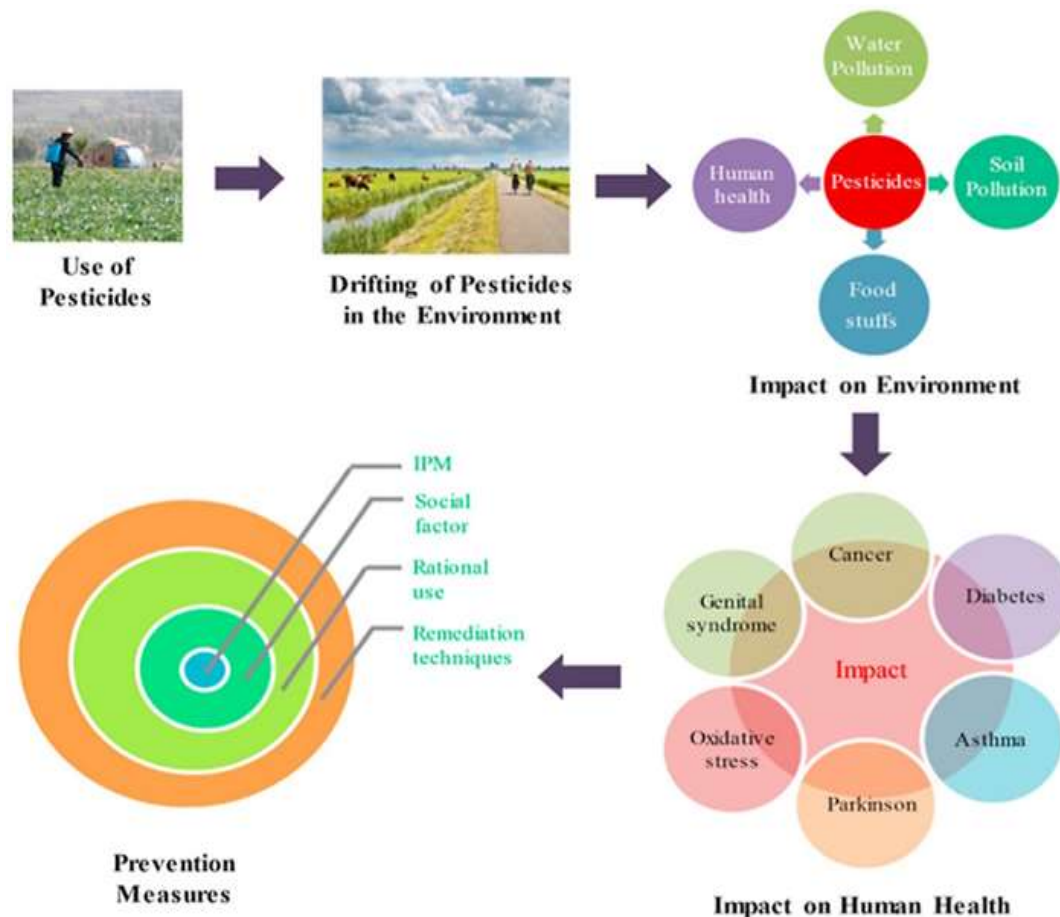 Use of
Pesticides
Drifting of Pesticides
in the Environment
Water
Pollution
Human
health
Pesticides
Soil
Pollution
Food
stuffs
Impact on Environment
Cancer
Diabetes
Genital
syndrome
Impact
Oxidative
stress
Asthma
Parkinson
Impact on Human Health
IPM
Social
factor
Rational
use
Remediation
techniques
Prevention
Measures